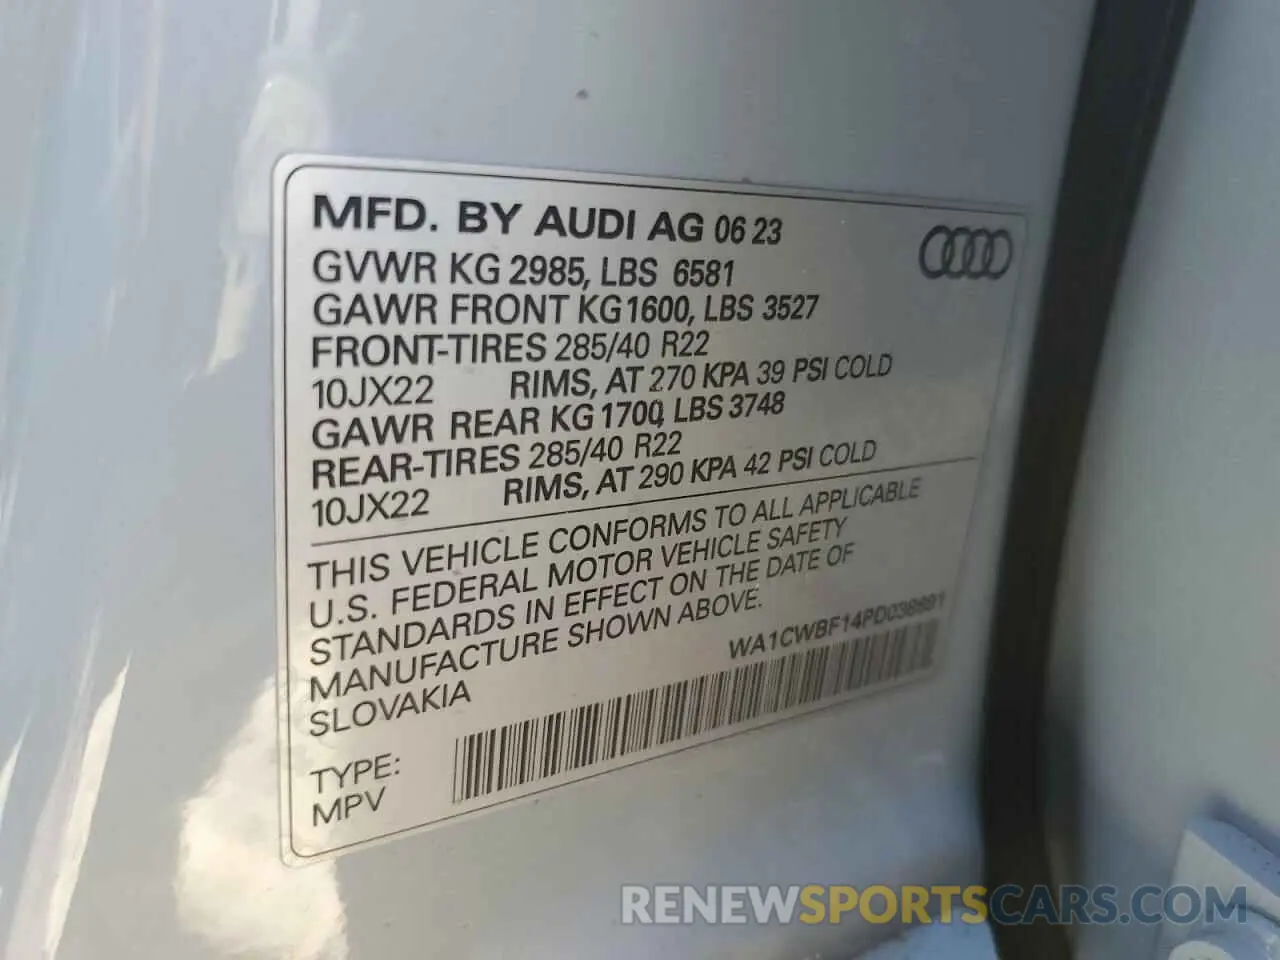 MFD. BY AUDI AG 06 23
GVWR KG 2985, LBS 6581
GAWR FRONT KG 1600, LBS 3527
FRONT-TIRES 285/40 R22
10JX22 RIMS, AT 270 KPA 39 PSI COLD
GAWR REAR KG 1700, LBS 3748
REAR-TIRES 285/40 R22
10JX22 RIMS, AT 290 KPA 42 PSI COLD
THIS VEHICLE CONFORMS TO ALL APPLICABLE
U.S. FEDERAL MOTOR VEHICLE SAFETY
STANDARDS IN EFFECT ON THE DATE OF
MANUFACTURE SHOWN ABOVE.
SLOVAKIA
TYPE:
MPV
RENEWSPORTSCARS.COM